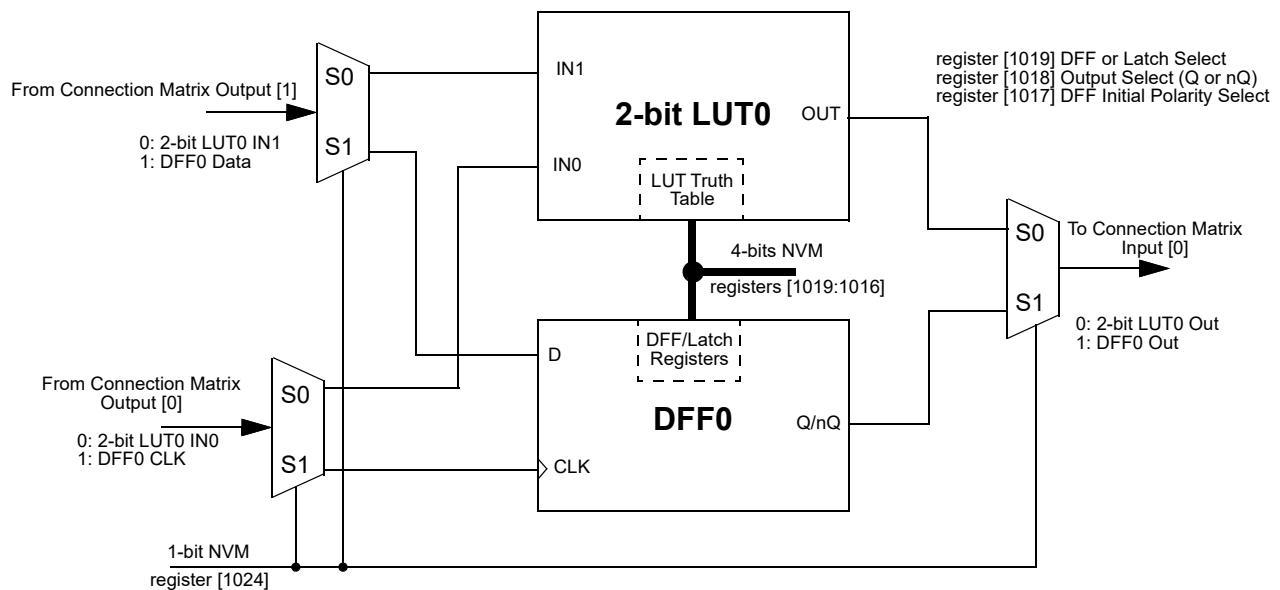 From Connection Matrix Output [1]
0: 2-bit LUT0 IN1
1: DFF0 Data
S0
S1
IN1
IN0
2-bit LUT0
OUT
LUT Truth
Table
register [1019] DFF or Latch Select
register [1018] Output Select (Q or nQ)
register [1017] DFF Initial Polarity Select
4-bits NVM
registers [1019:1016]
S0
S1
To Connection Matrix
Input [0]
0: 2-bit LUT0 Out
1: DFF0 Out
From Connection Matrix
Output [0]
0: 2-bit LUT0 IN0
1: DFF0 CLK
S0
S1
D
CLK
DFF/Latch
Registers
DFF0
Q/nQ
1-bit NVM
register [1024]